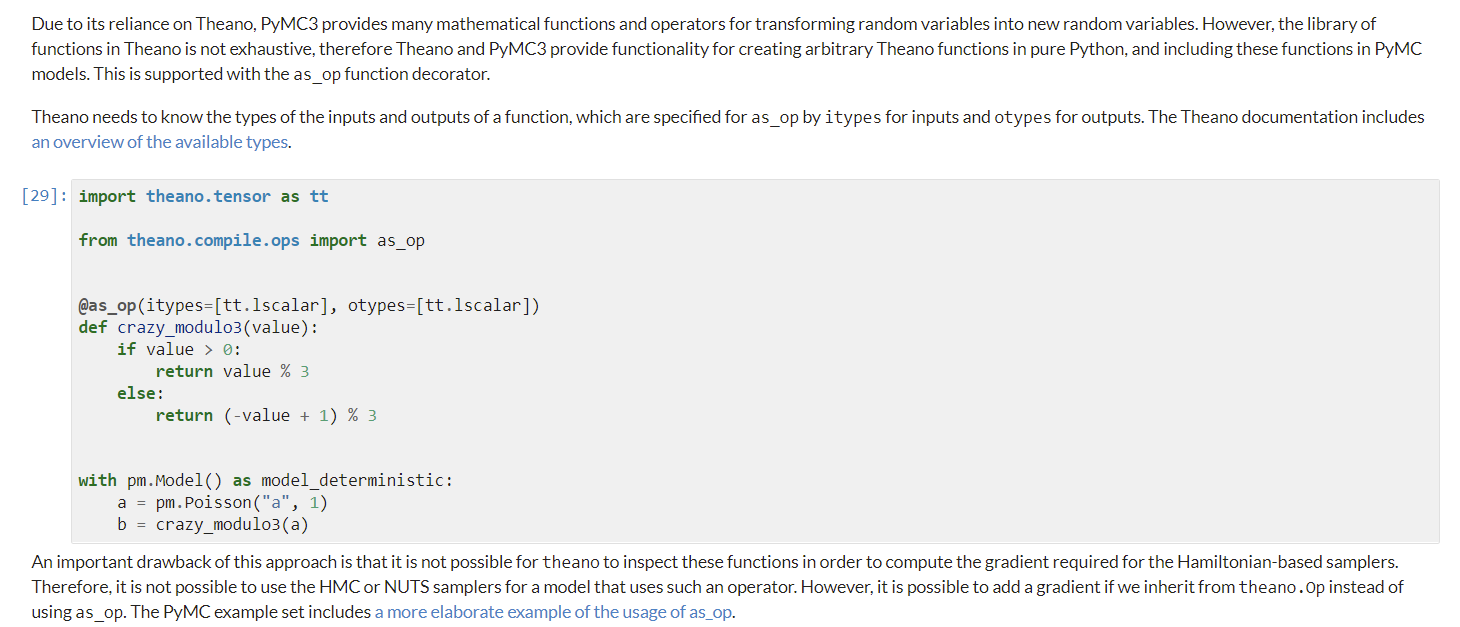 Due to its reliance on Theano, PyMC3 provides many mathematical functions and operators for transforming random variables into new random variables. However, the library of
functions in Theano is not exhaustive, therefore Theano and PyMC3 provide functionality for creating arbitrary Theano functions in pure Python, and including these functions in PyMC
models. This is supported with the as_op function decorator.
Theano needs to know the types of the inputs and outputs of a function, which are specified for as_op by itypes for inputs and otypes for outputs. The Theano documentation includes
an overview of the available types.
[29]: import theano.tensor as tt
from theano.compile.ops import as_op
@as_op(itypes=[tt.lscalar], otypes=[tt.lscalar])
def crazy_modulo3(value):
    if value > 0:
        return value % 3
    else:
        return (-value + 1) % 3
with pm.Model() as model_deterministic:
    a = pm.Poisson("a", 1)
    b = crazy_modulo3(a)
An important drawback of this approach is that it is not possible for theano to inspect these functions in order to compute the gradient required for the Hamiltonian-based samplers.
Therefore, it is not possible to use the HMC or NUTS samplers for a model that uses such an operator. However, it is possible to add a gradient if we inherit from theano.Op instead of
using as_op. The PyMC example set includes a more elaborate example of the usage of as_op.